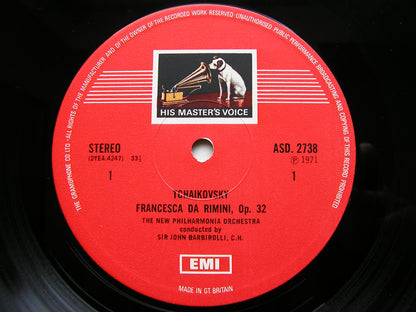 THE GRAMOPHONE CO LTD · ALL RIGHTS OF THE MANUFACTURER AND OF THE OWNER OF THE RECORDED WORK RESERVED · UNAUTHORISED PUBLIC PERFORMANCE BROADCASTING AND COPYING OF THIS RECORD PROHIBITED
HIS MASTER'S VOICE
STEREO
ASD. 2738
(2YEA.4247) 33⅓
Ⓟ 1971
1
1
TCHAIKOVSKY
FRANCESCA DA RIMINI, Op. 32
THE NEW PHILHARMONIA ORCHESTRA
conducted by
SIR JOHN BARBIROLLI, C.H.
EMI
MADE IN GT BRITAIN